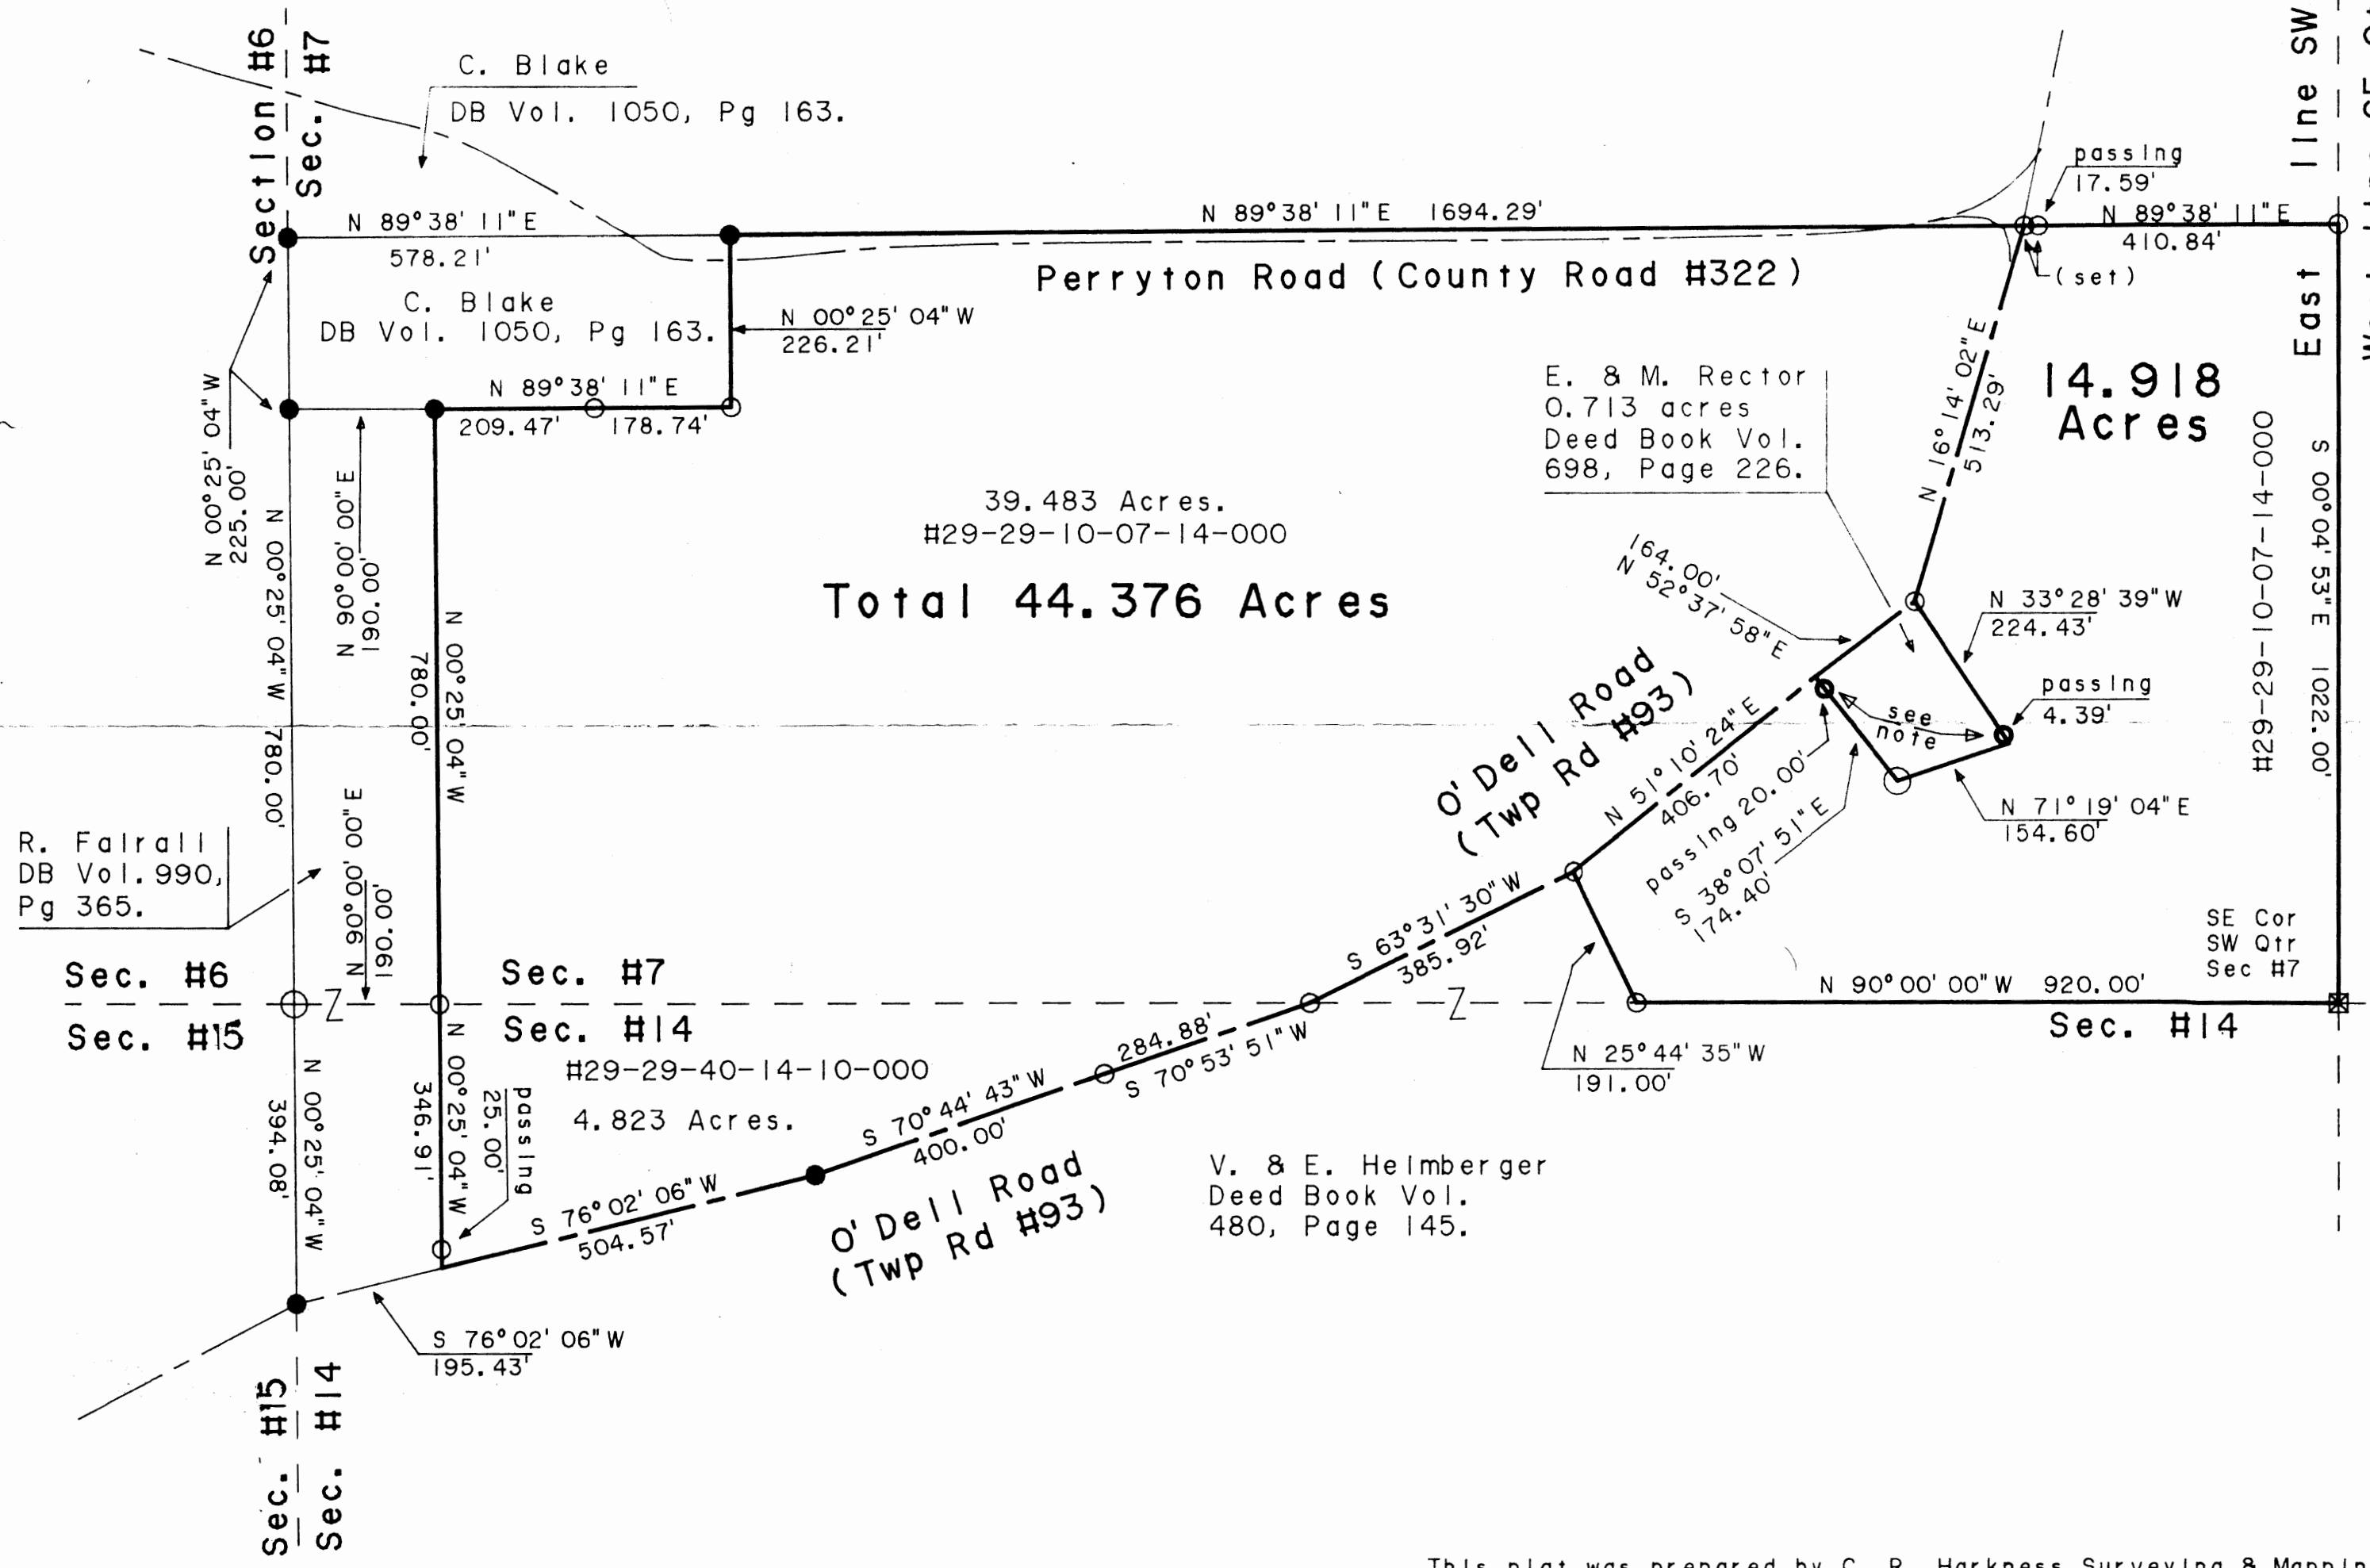 Section #6
Sec. #7
C. Blake
DB Vol. 1050, Pg 163.
East line SW
passing
17.59'
N 89°38' 11"E
578.21'
N 89°38' 11"E 1694.29'
N 89°38' 11"E
410.84'
(set)
Perryton Road (County Road #322)
C. Blake
DB Vol. 1050, Pg 163.
N 00°25' 04"W
226.21'
N 89°38' 11"E
209.47'
178.74'
N 00°25' 04"W
225.00'
E. & M. Rector
0.713 acres
Deed Book Vol.
698, Page 226.
N 16°14' 02"E
513.29'
14.918
Acres
#29-29-10-07-14-000
S 00°04' 53"E 1022.00'
39.483 Acres.
#29-29-10-07-14-000
Total 44.376 Acres
N 90°00' 00"E
160.00'
N 00°25' 04"W
780.00'
N 00°25' 04"W
780.00'
164.00'
N 52°37' 58"E
N 33°28' 39"W
224.43'
passing
4.39'
see
note
O'Dell Road
(Twp Rd #93)
N 51°10' 24"E
406.70'
passing 20.00'
S 38°07' 51"E
174.40'
N 71°19' 04"E
154.60'
R. Fairall
DB Vol. 990,
Pg 365.
N 90°00' 00"E
160.00'
S 63°31' 30"W
385.92'
SE Cor
SW Qtr
Sec #7
Sec. #6
Sec. #7
Z
Z
N 90°00' 00"W 920.00'
Sec. #15
Sec. #14
Sec. #14
#29-29-40-14-10-000
4.823 Acres.
N 25°44' 35"W
191.00'
284.88'
S 70°53' 51"W
S 70°44' 43"W
400.00'
N 00°25' 04"W
394.08'
N 00°25' 04"W
346.91'
passing
25.00'
S 76°02' 06"W
504.57'
O'Dell Road
(Twp Rd #93)
V. & E. Heimberger
Deed Book Vol.
480, Page 145.
S 76°02' 06"W
195.43'
Sec. #15
Sec. #14
This plat was prepared by C. R. Harkness Surveying & Mappin